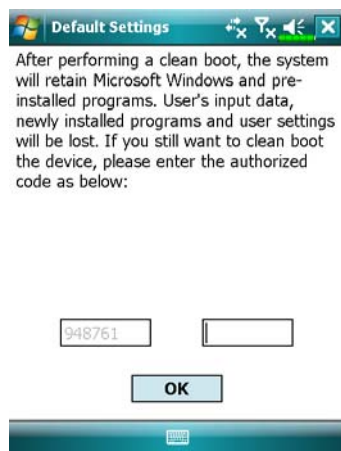 Default Settings
After performing a clean boot, the system
will retain Microsoft Windows and pre-
installed programs. User's input data,
newly installed programs and user settings
will be lost. If you still want to clean boot
the device, please enter the authorized
code as below:
948761
OK